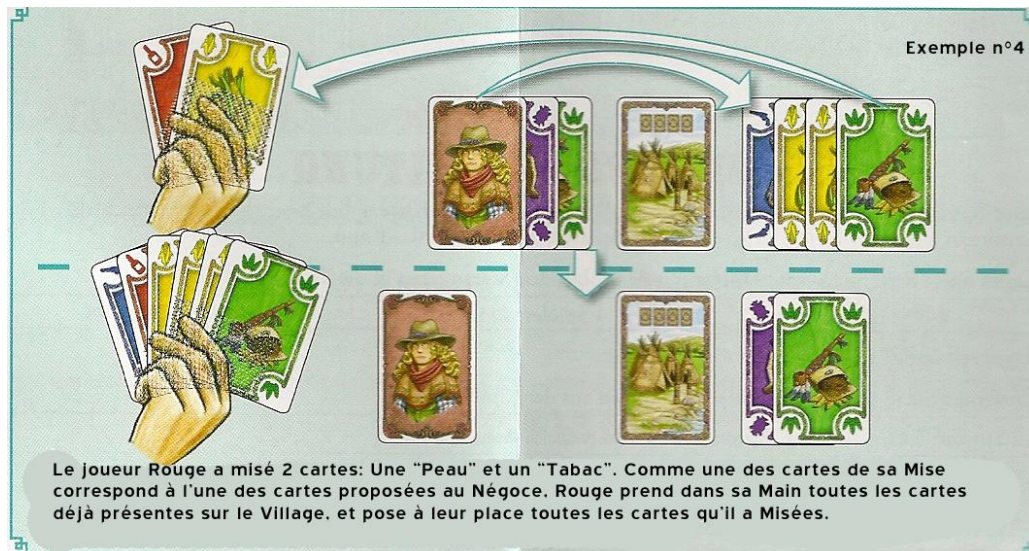 Exemple n°4
Le joueur Rouge a misé 2 cartes: Une "Peau" et un "Tabac". Comme une des cartes de sa Mise
correspond à l'une des cartes proposées au Négoce, Rouge prend dans sa Main toutes les cartes
déjà présentes sur le Village, et pose à leur place toutes les cartes qu'il a Misées.